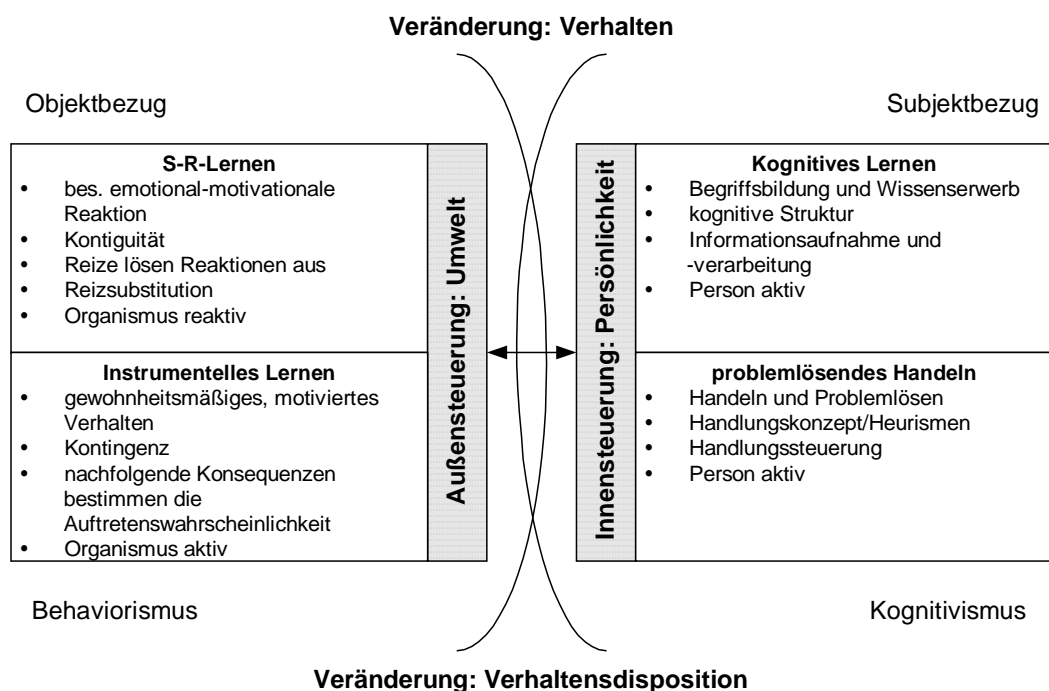 Veränderung: Verhalten
Objektbezug
Subjektbezug
S-R-Lernen
• bes. emotional-motivationale
Reaktion
• Kontiguität
• Reize lösen Reaktionen aus
• Reizsubstitution
• Organismus reaktiv
Instrumentelles Lernen
• gewohnheitsmäßiges, motiviertes
Verhalten
• Kontingenz
• nachfolgende Konsequenzen
bestimmen die
Auftretenswahrscheinlichkeit
• Organismus aktiv
Außensteuerung: Umwelt
Innensteuerung: Persönlichkeit
Kognitives Lernen
• Begriffsbildung und Wissenserwerb
• kognitive Struktur
• Informationsaufnahme und
-verarbeitung
• Person aktiv
problemlösendes Handeln
• Handeln und Problemlösen
• Handlungskonzept/Heurismen
• Handlungssteuerung
• Person aktiv
Behaviorismus
Kognitivismus
Veränderung: Verhaltensdisposition